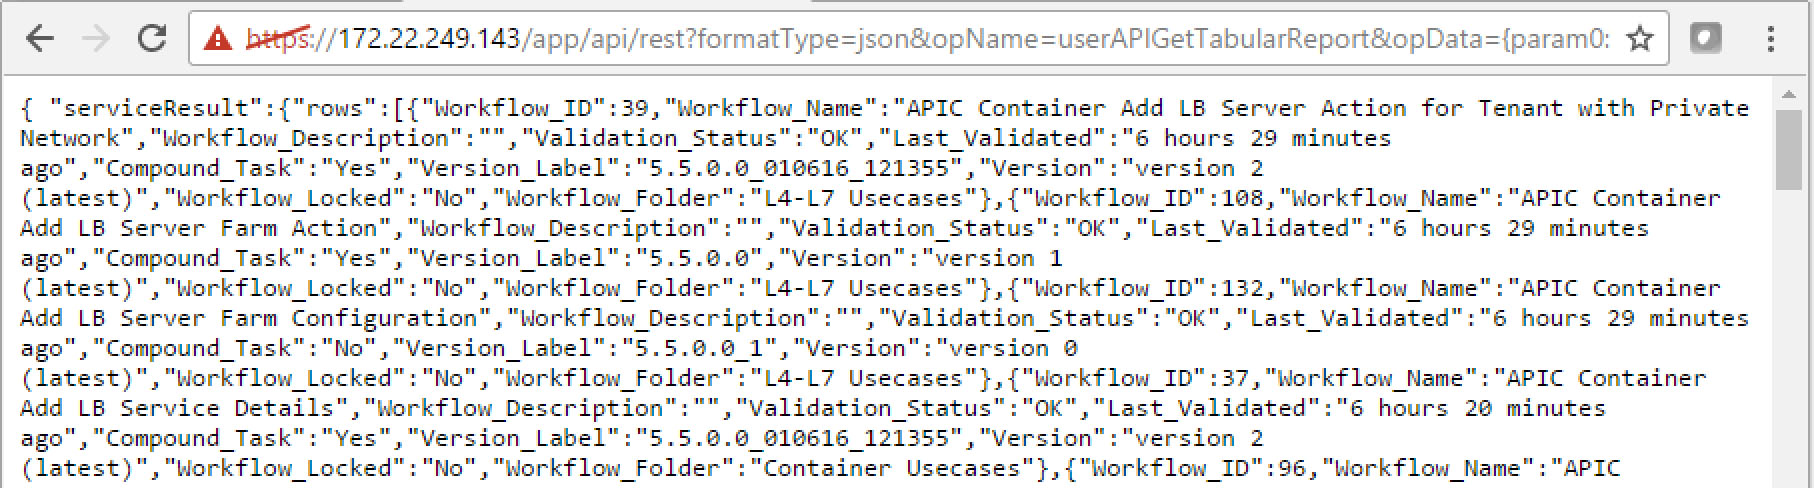 https://172.22.249.143/app/api/rest?formatType=json&opName=userAPIGetTabularReport&opData={param0:
{ "serviceResult":{"rows":[{"Workflow_ID":39,"Workflow_Name":"APIC Container Add LB Server Action for Tenant with Private
Network","Workflow_Description":"","Validation_Status":"OK","Last_Validated":"6 hours 29 minutes
ago","Compound_Task":"Yes","Version_Label":"5.5.0.0_010616_121355","Version":"version 2
(latest)","Workflow_Locked":"No","Workflow_Folder":"L4-L7 Usecases"},{"Workflow_ID":108,"Workflow_Name":"APIC Container
Add LB Server Farm Action","Workflow_Description":"","Validation_Status":"OK","Last_Validated":"6 hours 29 minutes
ago","Compound_Task":"Yes","Version_Label":"5.5.0.0","Version":"version 1
(latest)","Workflow_Locked":"No","Workflow_Folder":"L4-L7 Usecases"},{"Workflow_ID":132,"Workflow_Name":"APIC Container
Add LB Server Farm Configuration","Workflow_Description":"","Validation_Status":"OK","Last_Validated":"6 hours 29 minutes
ago","Compound_Task":"No","Version_Label":"5.5.0.0_1","Version":"version 0
(latest)","Workflow_Locked":"No","Workflow_Folder":"L4-L7 Usecases"},{"Workflow_ID":37,"Workflow_Name":"APIC Container
Add LB Service Details","Workflow_Description":"","Validation_Status":"OK","Last_Validated":"6 hours 20 minutes
ago","Compound_Task":"Yes","Version_Label":"5.5.0.0_010616_121355","Version":"version 2
(latest)","Workflow_Locked":"No","Workflow_Folder":"Container Usecases"},{"Workflow_ID":96,"Workflow_Name":"APIC